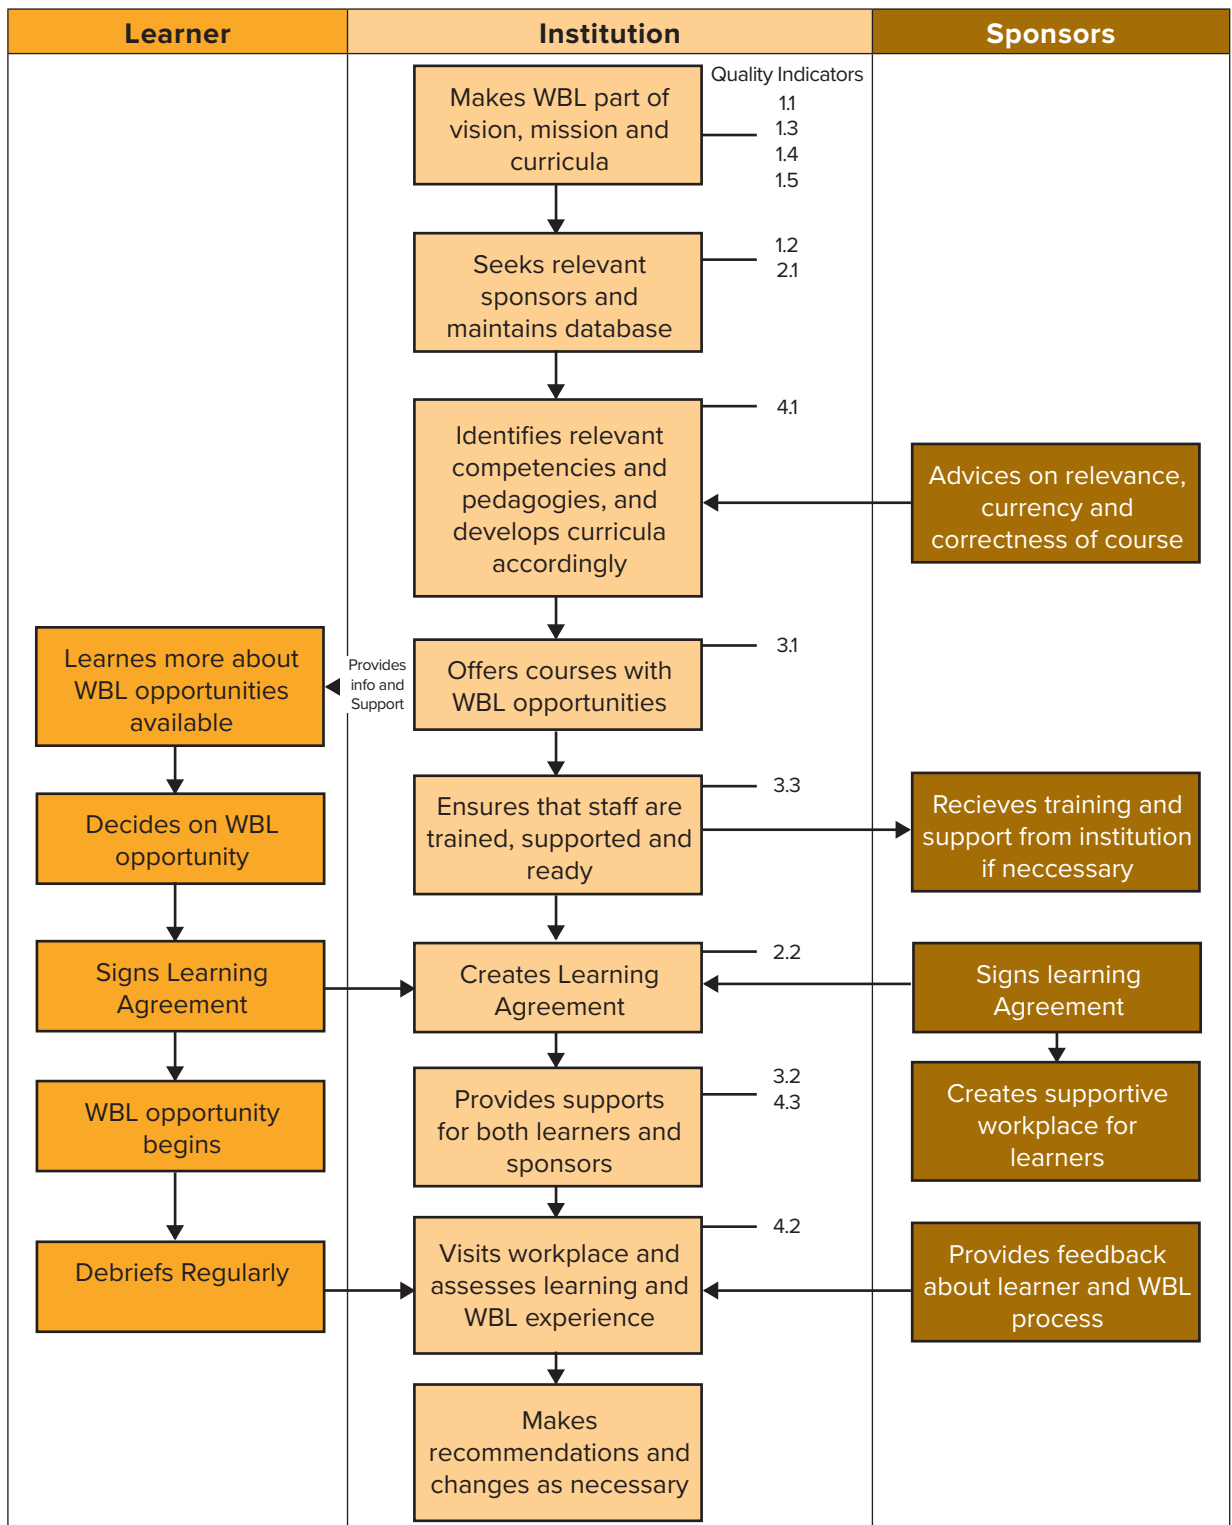 Learner
Institution
Sponsors
Quality Indicators
Makes WBL part of
vision, mission and
curricula
1.1
1.3
1.4
1.5
Seeks relevant
sponsors and
maintains database
1.2
2.1
Identifies relevant
competencies and
pedagogies, and
develops curricula
accordingly
4.1
Advices on relevance,
currency and
correctness of course
Learnes more about
WBL opportunities
available
Provides
info and
Support
Offers courses with
WBL opportunities
3.1
Decides on WBL
opportunity
Ensures that staff are
trained, supported and
ready
3.3
Recieves training and
support from institution
if neccessary
Signs Learning
Agreement
Creates Learning
Agreement
2.2
Signs learning
Agreement
WBL opportunity
begins
Provides supports
for both learners and
sponsors
3.2
4.3
Creates supportive
workplace for
learners
Debriefs Regularly
Visits workplace and
assesses learning and
WBL experience
4.2
Provides feedback
about learner and WBL
process
Makes
recommendations and
changes as necessary